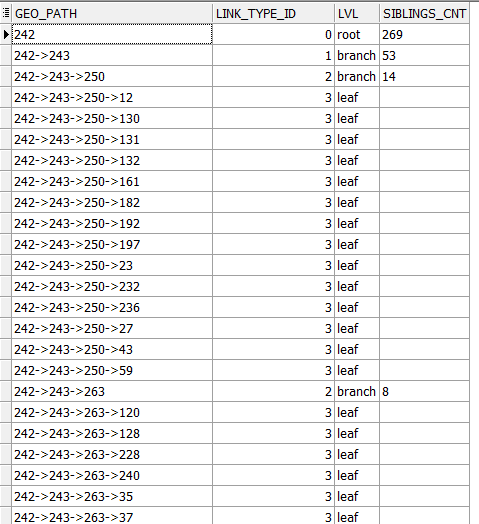 GEO_PATH LINK_TYPE_ID LVL SIBLINGS_CNT
242 0 root 269
242->243 1 branch 53
242->243->250 2 branch 14
242->243->250->12 3 leaf
242->243->250->130 3 leaf
242->243->250->131 3 leaf
242->243->250->132 3 leaf
242->243->250->161 3 leaf
242->243->250->182 3 leaf
242->243->250->192 3 leaf
242->243->250->197 3 leaf
242->243->250->23 3 leaf
242->243->250->232 3 leaf
242->243->250->236 3 leaf
242->243->250->27 3 leaf
242->243->250->43 3 leaf
242->243->250->59 3 leaf
242->243->263 2 branch 8
242->243->263->120 3 leaf
242->243->263->128 3 leaf
242->243->263->228 3 leaf
242->243->263->240 3 leaf
242->243->263->35 3 leaf
242->243->263->37 3 leaf